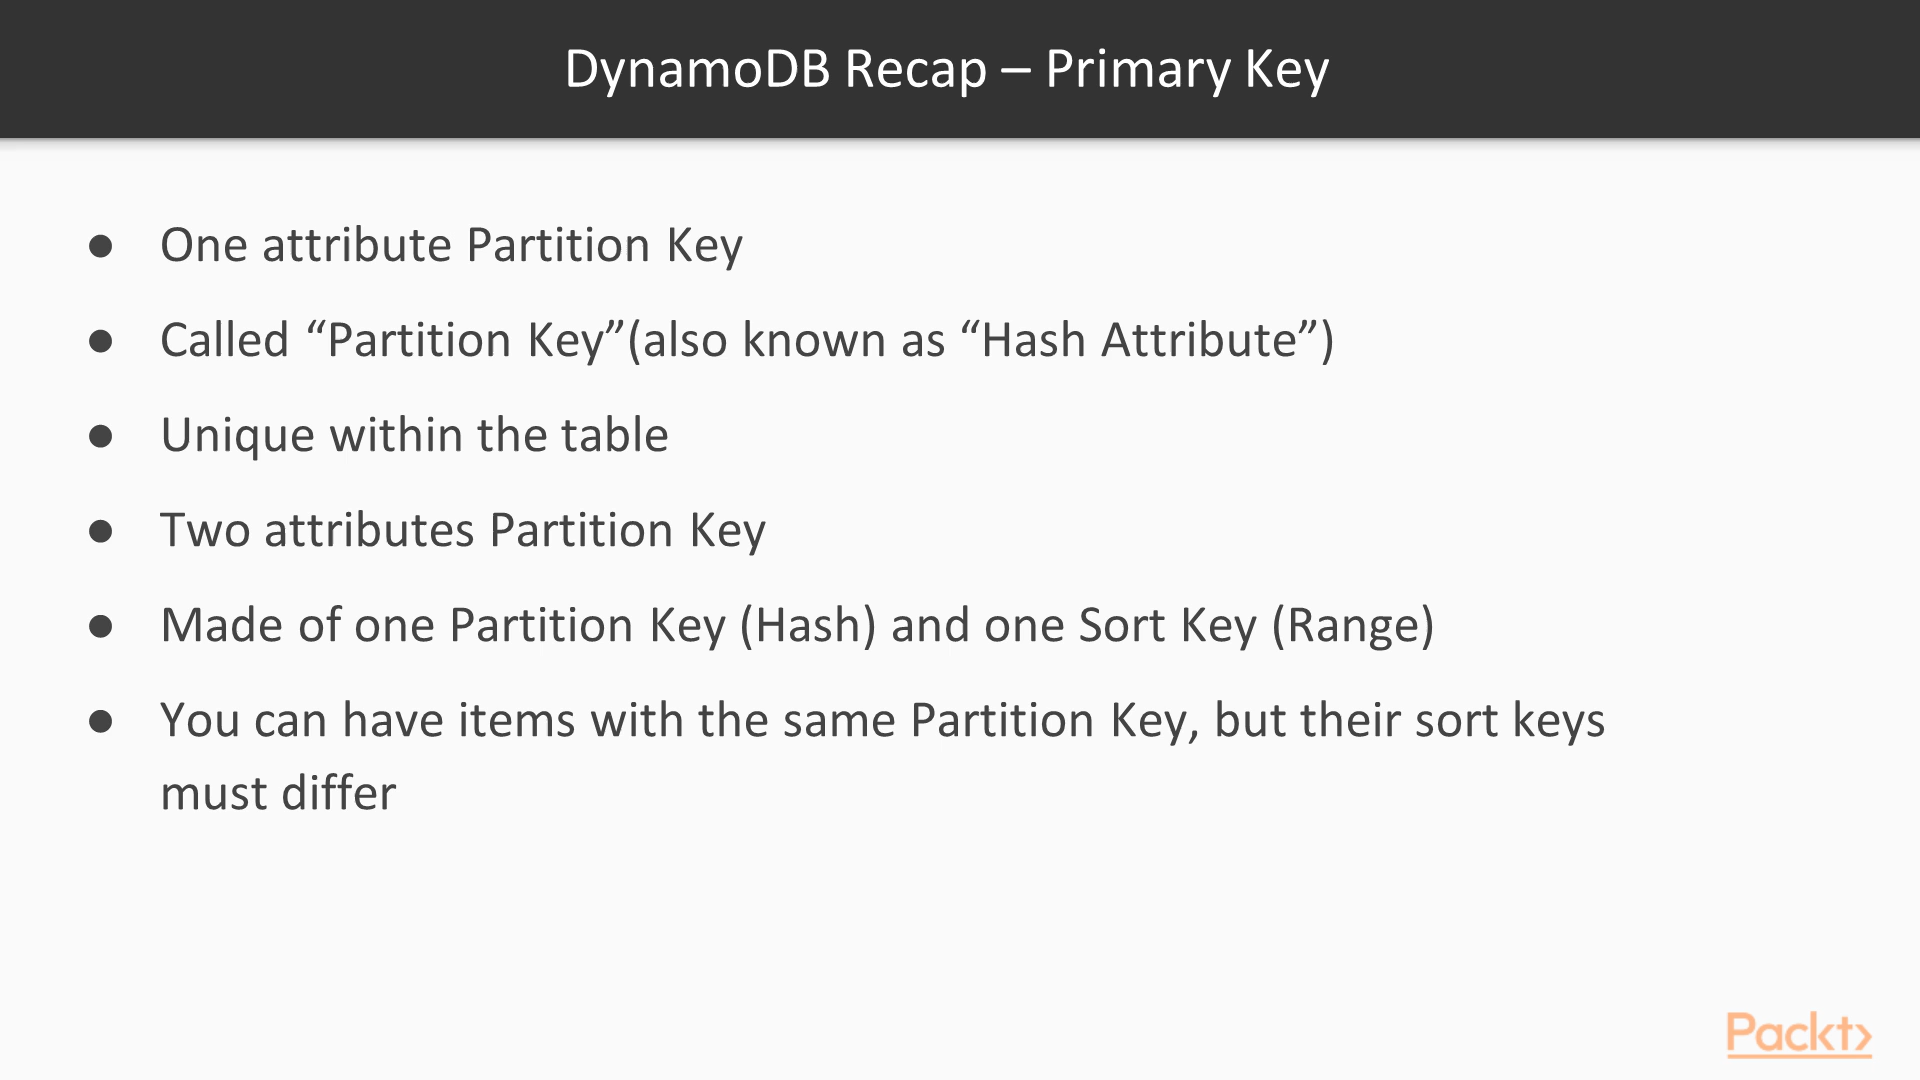 DynamoDB Recap – Primary Key
● One attribute Partition Key
● Called “Partition Key”(also known as “Hash Attribute”)
● Unique within the table
● Two attributes Partition Key
● Made of one Partition Key (Hash) and one Sort Key (Range)
● You can have items with the same Partition Key, but their sort keys
must differ
Packt>